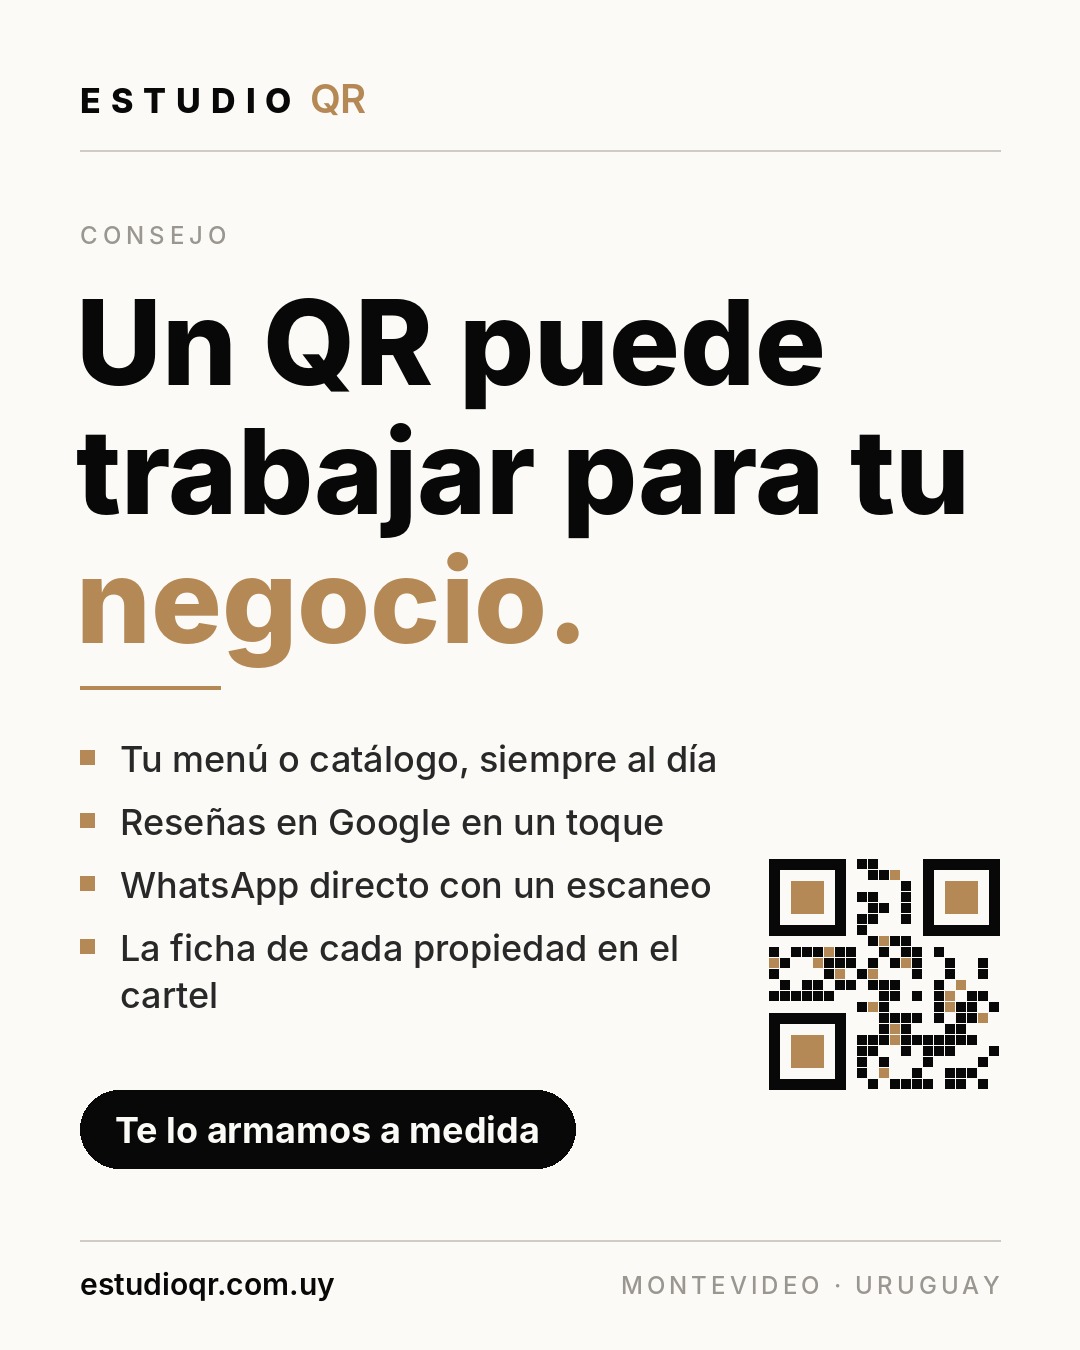 ESTUDIO QR
CONSEJO
Un QR puede
trabajar para tu
negocio.
Tu menú o catálogo, siempre al día
Reseñas en Google en un toque
WhatsApp directo con un escaneo
La ficha de cada propiedad en el
cartel
Te lo armamos a medida
estudioqr.com.uy
MONTEVIDEO · URUGUAY